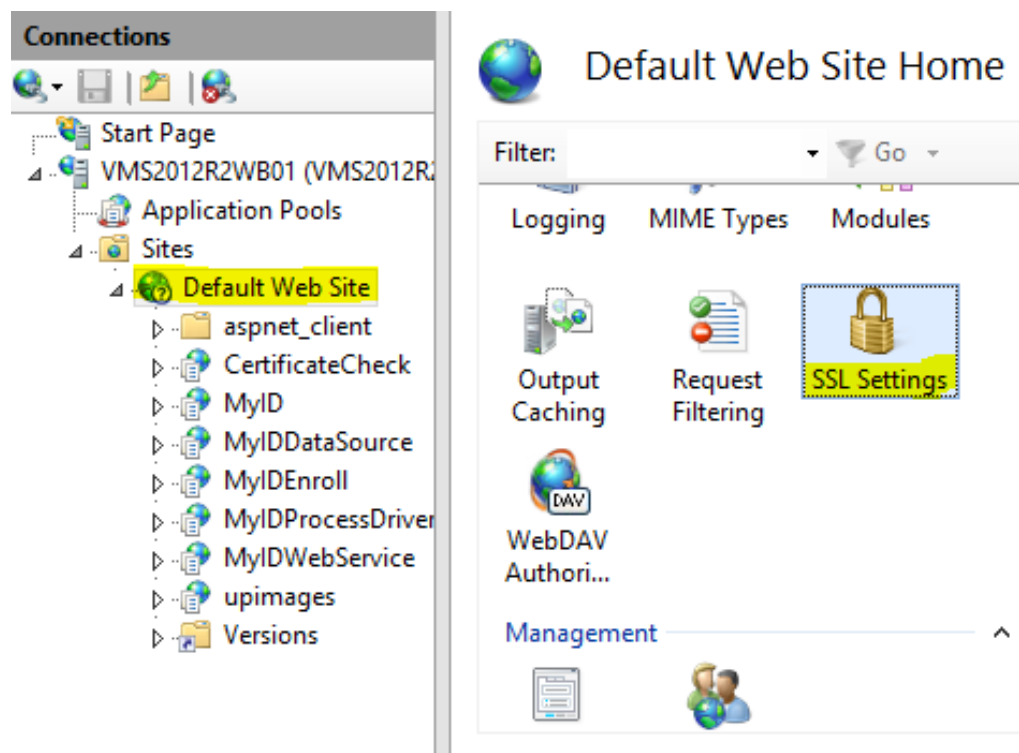 Connections
Start Page
VMS2012R2WB01 (VMS2012R2
Application Pools
Sites
Default Web Site
aspnet_client
CertificateCheck
MyID
MyIDDataSource
MyIDEnroll
MyIDProcessDriver
MyIDWebService
upimages
Versions
Default Web Site Home
Filter:
Go
Logging
MIME Types
Modules
Output
Caching
Request
Filtering
SSL Settings
DAV
WebDAV
Authori...
Management